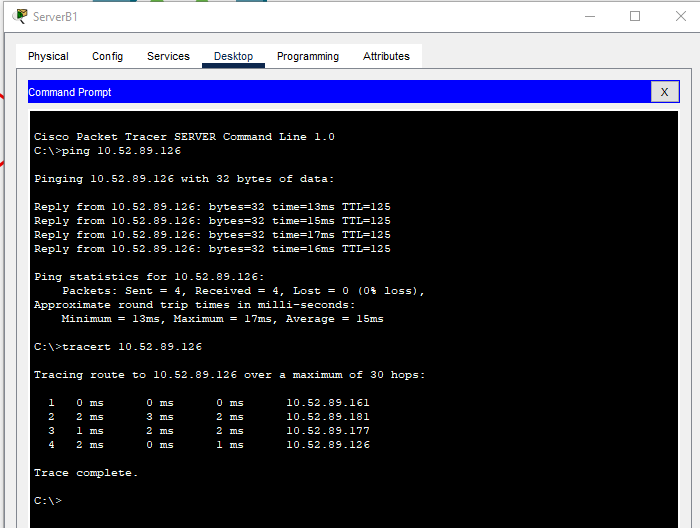 ServerB1
Physical Config Services Desktop Programming Attributes
Command Prompt X
Cisco Packet Tracer SERVER Command Line 1.0
C:\>ping 10.52.89.126
Pinging 10.52.89.126 with 32 bytes of data:
Reply from 10.52.89.126: bytes=32 time=13ms TTL=125
Reply from 10.52.89.126: bytes=32 time=15ms TTL=125
Reply from 10.52.89.126: bytes=32 time=17ms TTL=125
Reply from 10.52.89.126: bytes=32 time=16ms TTL=125
Ping statistics for 10.52.89.126:
    Packets: Sent = 4, Received = 4, Lost = 0 (0% loss),
Approximate round trip times in milli-seconds:
    Minimum = 13ms, Maximum = 17ms, Average = 15ms
C:\>tracert 10.52.89.126
Tracing route to 10.52.89.126 over a maximum of 30 hops:
  1   0 ms      0 ms      0 ms      10.52.89.161
  2   2 ms      3 ms      2 ms      10.52.89.181
  3   1 ms      2 ms      2 ms      10.52.89.177
  4   2 ms      0 ms      1 ms      10.52.89.126
Trace complete.
C:\>